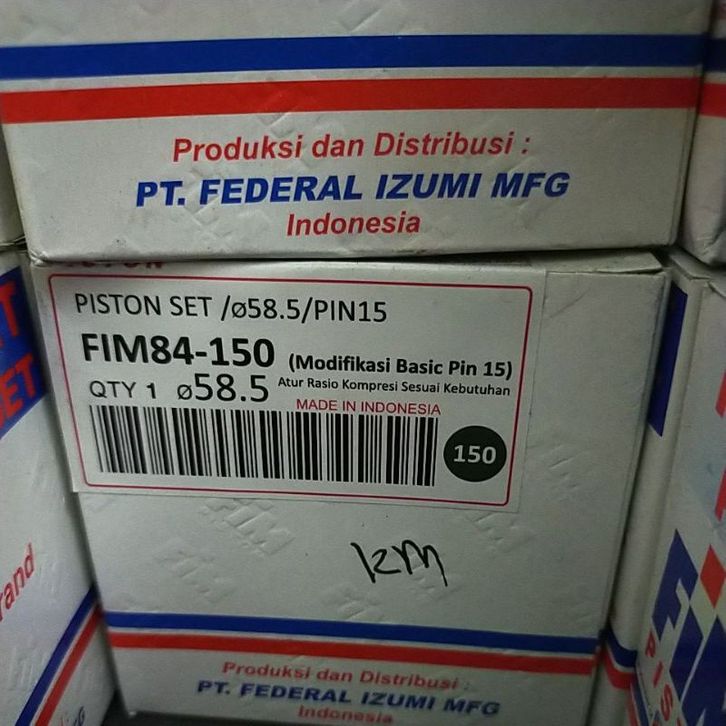 Produksi dan Distribusi :
PT. FEDERAL IZUMI MFG
Indonesia
PISTON SET /ø58.5/PIN15
FIM84-150 (Modifikasi Basic Pin 15)
QTY 1 ø58.5 Atur Rasio Kompresi Sesuai Kebutuhan
MADE IN INDONESIA
150
FIM
Produksi dan Distribusi :
PT. FEDERAL IZUMI MFG
Indonesia